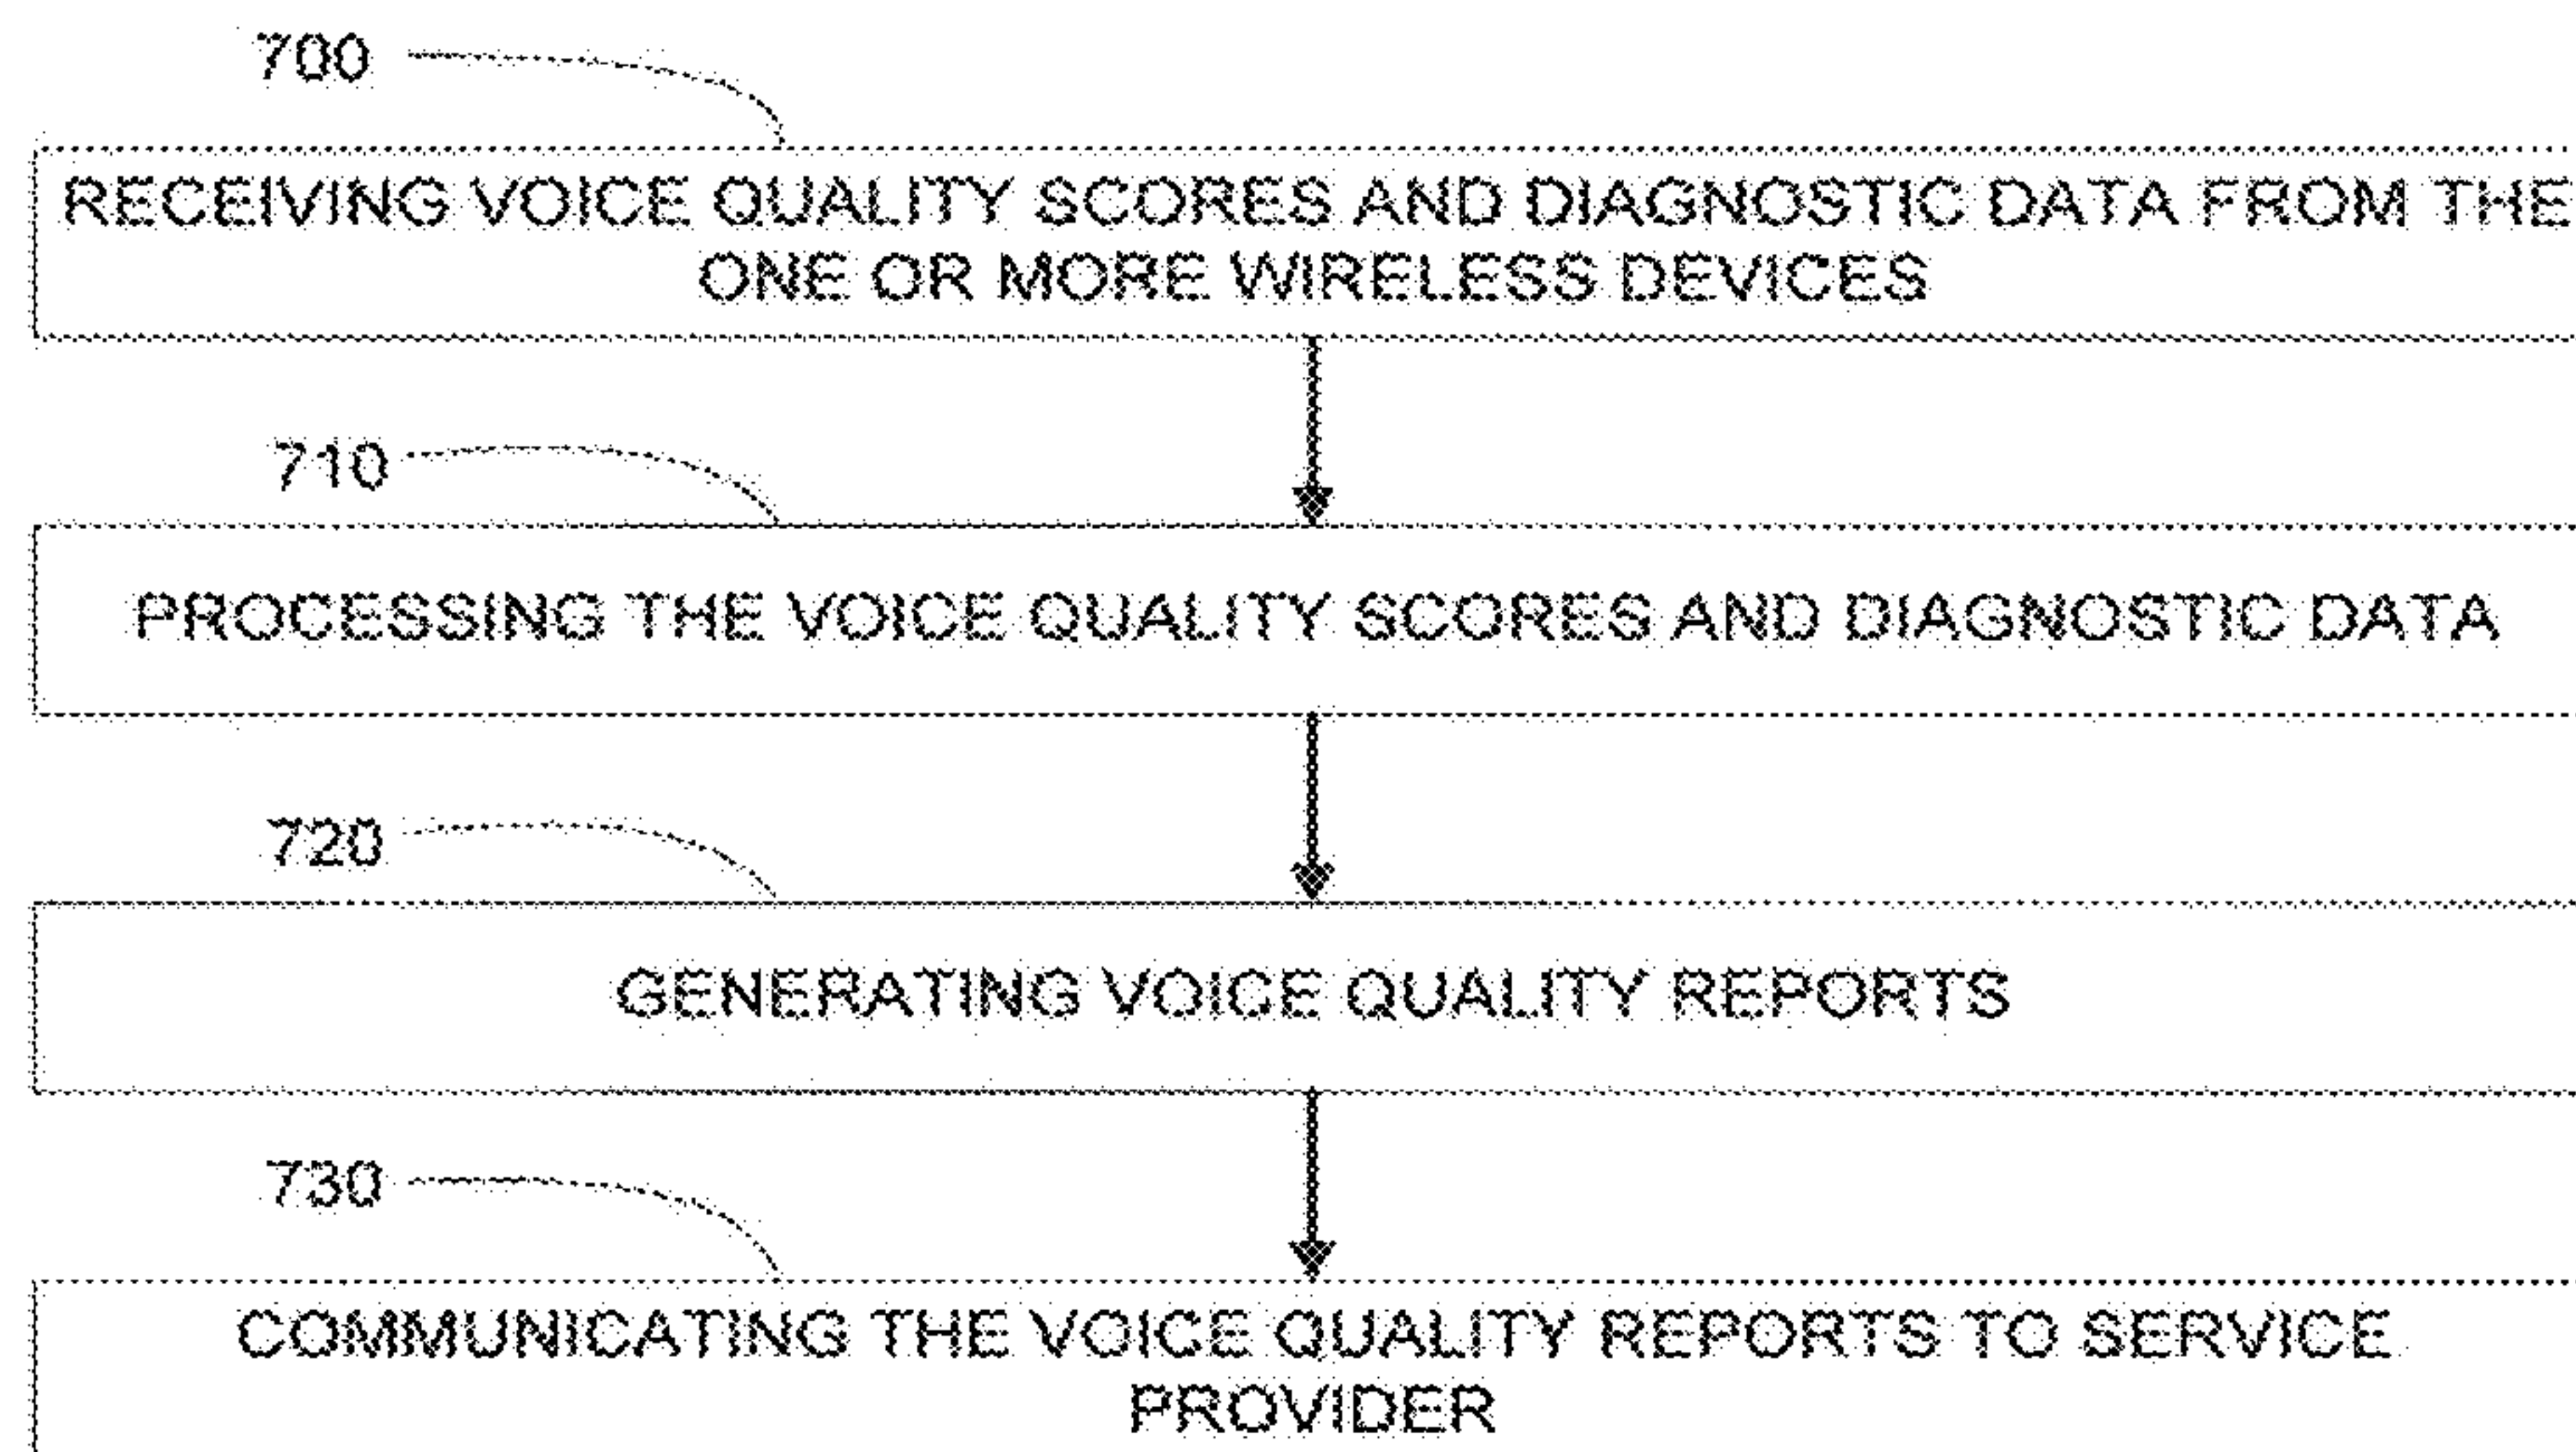 700
RECEIVING VOICE QUALITY SCORES AND DIAGNOSTIC DATA FROM THE
ONE OR MORE WIRELESS DEVICES
710
PROCESSING THE VOICE QUALITY SCORES AND DIAGNOSTIC DATA
720
GENERATING VOICE QUALITY REPORTS
730
COMMUNICATING THE VOICE QUALITY REPORTS TO SERVICE
PROVIDER